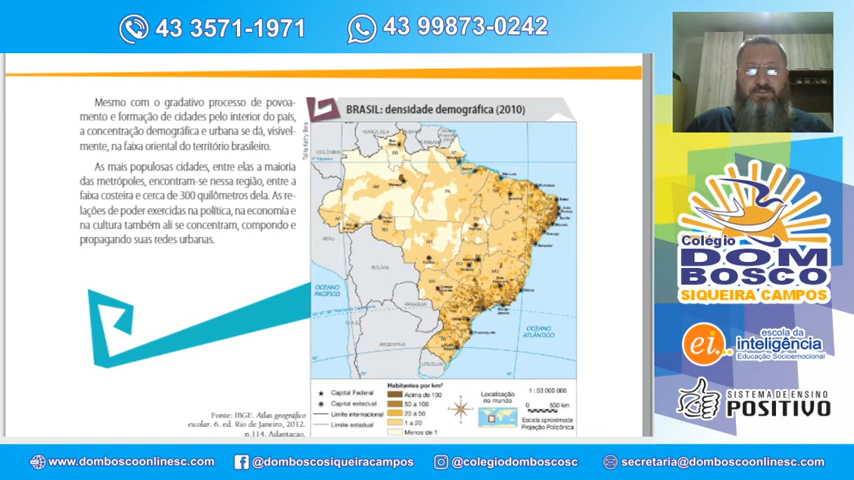 43 3571-1971
43 99873-0242
Mesmo com o gradativo processo de povoa-
mento e formação de cidades pelo interior do país,
a concentração demográfica e urbana se dá, visivel-
mente, na faixa oriental do território brasileiro.
As mais populosas cidades, entre elas a maioria
das metrópoles, encontram-se nessa região, entre a
faixa costeira e cerca de 300 quilômetros dela. As re-
lações de poder exercidas na política, na economia e
na cultura também ali se concentram, compondo e
propagando suas redes urbanas.
Fonte: IBGE. Atlas geográfico
escolar. 6. ed. Rio de Janeiro, 2012.
p.114. Adaptação.
BRASIL: densidade demográfica (2010)
VENEZUELA
COLÔMBIA
PERU
BOLÍVIA
PARAGUAI
CHILE
ARGENTINA
URUGUAI
OCEANO
PACÍFICO
OCEANO
ATLÂNTICO
Capital Federal
Capital estadual
Limite internacional
Limite estadual
Habitantes por km²
Acima de 100
50 a 100
20 a 50
1 a 20
Menos de 1
Localização
no mundo
1 : 53 000 000
0 530 km
Escala aproximada
Projeção Policônica
Colégio
DOM
BOSCO
SIQUEIRA CAMPOS
ei.
escola da
inteligência
Educação Socioemocional
SISTEMA DE ENSINO
POSITIVO
www.domboscoonlinesc.com
@domboscosiqueiracampos
@colegiodomboscosc
secretaria@domboscoonlinesc.com